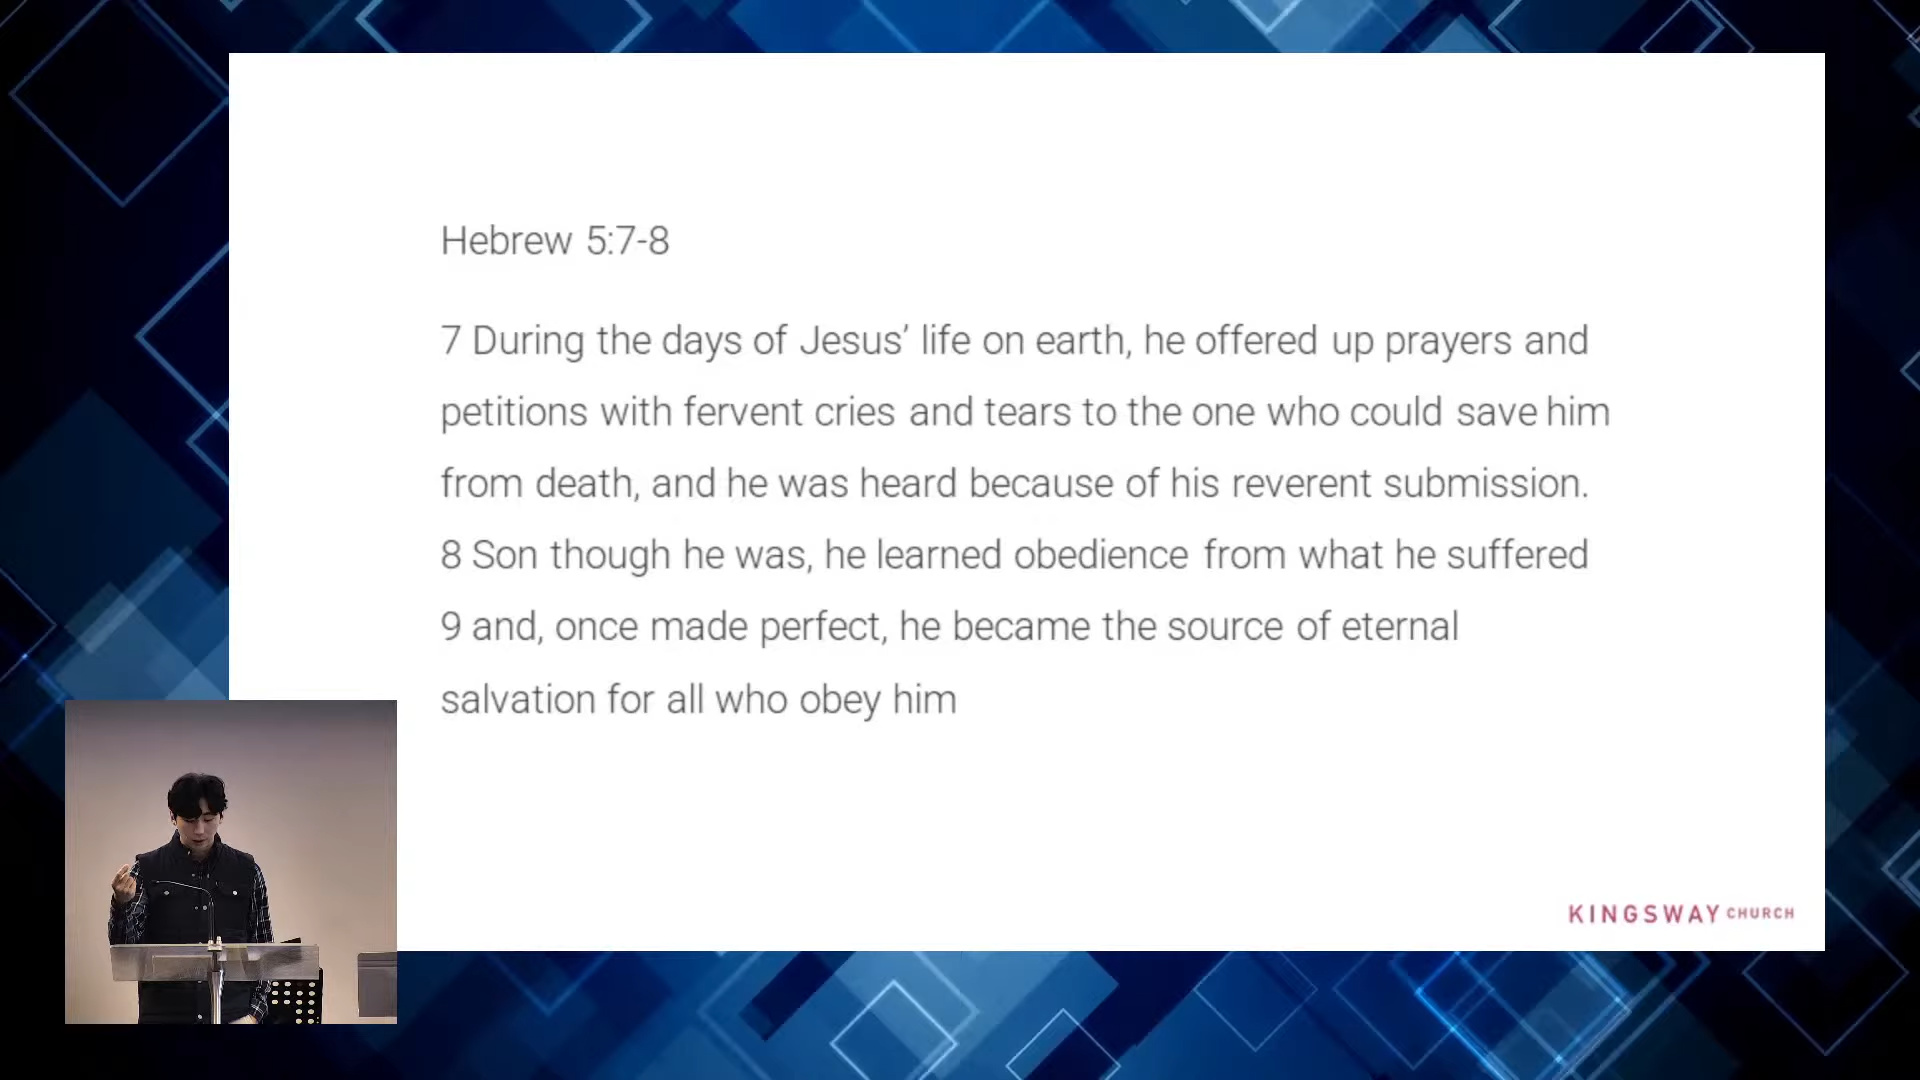 Hebrew 5:7-8
7 During the days of Jesus’ life on earth, he offered up prayers and
petitions with fervent cries and tears to the one who could save him
from death, and he was heard because of his reverent submission.
8 Son though he was, he learned obedience from what he suffered
9 and, once made perfect, he became the source of eternal
salvation for all who obey him
KINGSWAY CHURCH